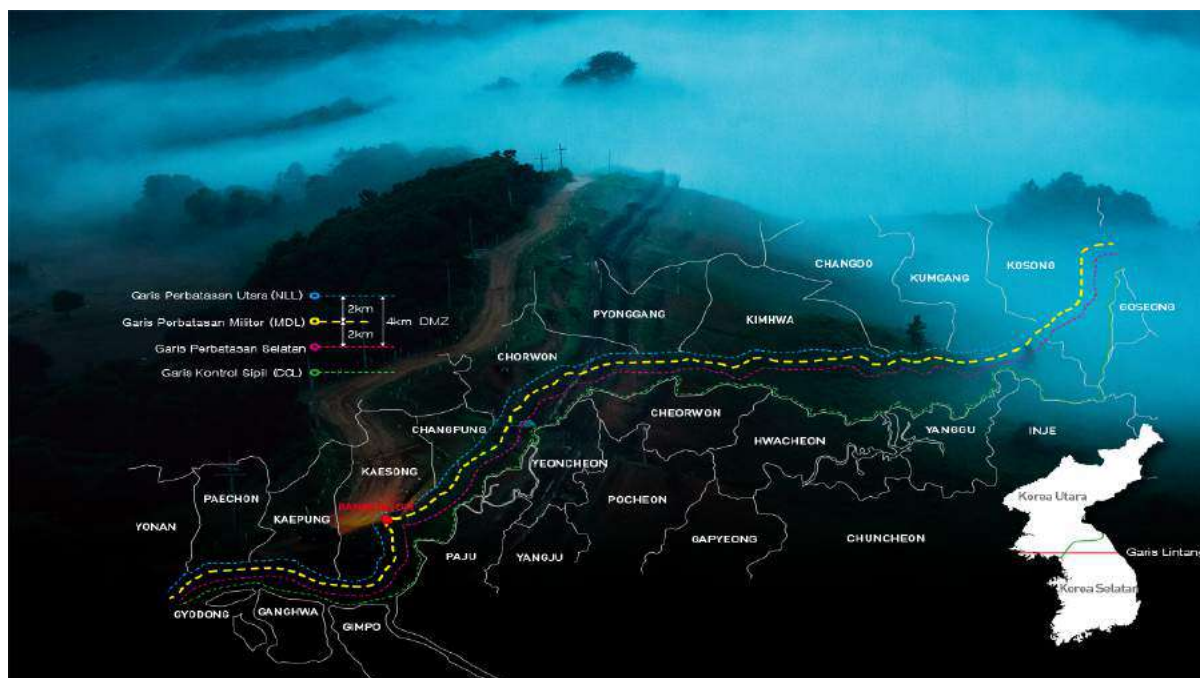 CHANGDO
KOSONG
KUMGANG
GOSEONG
Garis Perbatasan Utara (NLL)
2km
Garis Perbatasan Militer (MDL)
4km DMZ
2km
Garis Perbatasan Selatan
Garis Kontrol Sipil (CCL)
PYONGGANG
KIMHWA
CHORWON
CHEORWON
CHANGPUNG
HWACHEON
YANGGU
INJE
KAESONG
YEONCHEON
PAECHON
POCHEON
KAEPUNG
YONAN
PAJU
YANGJU
GAPYEONG
CHUNCHEON
GYODONG
GANGHWA
GIMPO
Korea Utara
Garis Lintang
Korea Selatan